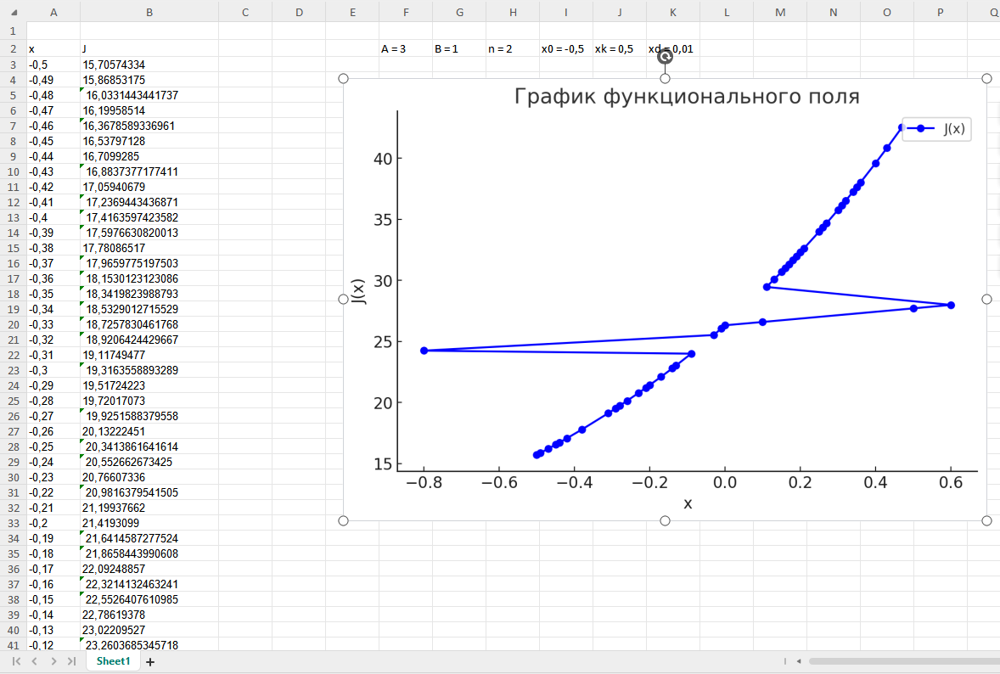 A B C D E F G H I J K L M N O P Q
1
2 x J A = 3 B = 1 n = 2 x0 = -0,5 xk = 0,5 xd = 0,01
3 -0,5 15,70574334
4 -0,49 15,86853175
5 -0,48 16,0331443441737
6 -0,47 16,19958514
7 -0,46 16,3678589336961
8 -0,45 16,53797128
9 -0,44 16,7099285
10 -0,43 16,8837377177411
11 -0,42 17,05940679
12 -0,41 17,2369443436871
13 -0,4 17,4163597423582
14 -0,39 17,5976630820013
15 -0,38 17,78086517
16 -0,37 17,9659775197503
17 -0,36 18,1530123123086
18 -0,35 18,3419823988793
19 -0,34 18,5329012715529
20 -0,33 18,7257830461768
21 -0,32 18,9206424429667
22 -0,31 19,11749477
23 -0,3 19,3163558893289
24 -0,29 19,51724223
25 -0,28 19,72017073
26 -0,27 19,9251588379558
27 -0,26 20,13222451
28 -0,25 20,3413861641614
29 -0,24 20,552662673425
30 -0,23 20,76607336
31 -0,22 20,9816379541505
32 -0,21 21,19937662
33 -0,2 21,4193099
34 -0,19 21,6414587277524
35 -0,18 21,8658443990608
36 -0,17 22,09248857
37 -0,16 22,3214132463241
38 -0,15 22,5526407610985
39 -0,14 22,78619378
40 -0,13 23,02209527
41 -0,12 23,2603685345718
График функционального поля
J(x)
40
35
30
25
20
15
J(x)
−0.8 −0.6 −0.4 −0.2 0.0 0.2 0.4 0.6
x
Sheet1 +